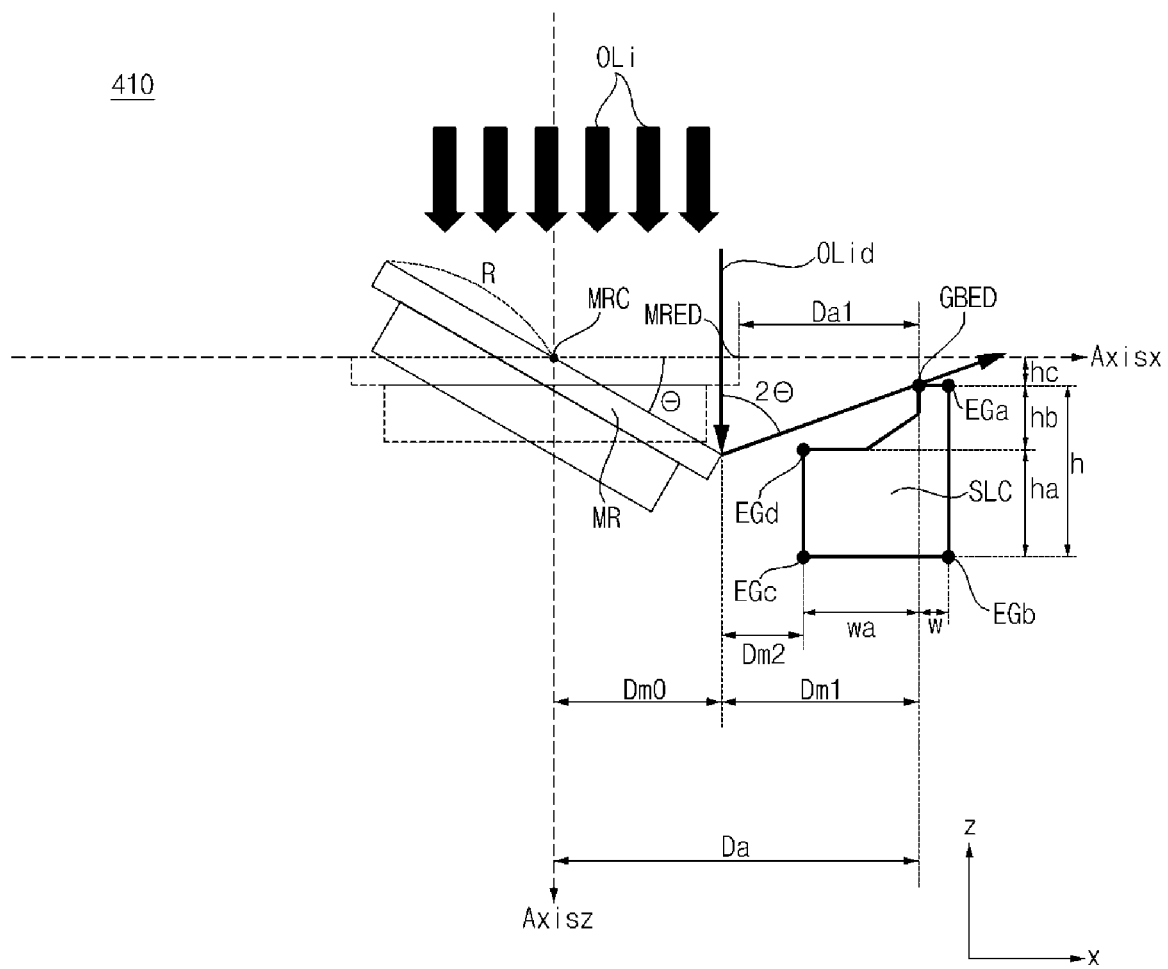 410
OLi
OLid
R
MRC
MRED
Da1
GBED
Axisx
hc
θ
2θ
EGa
hb
h
ha
MR
EGd
SLC
EGc
EGb
wa
w
Dm2
Dm0
Dm1
Da
Axisz
z
x